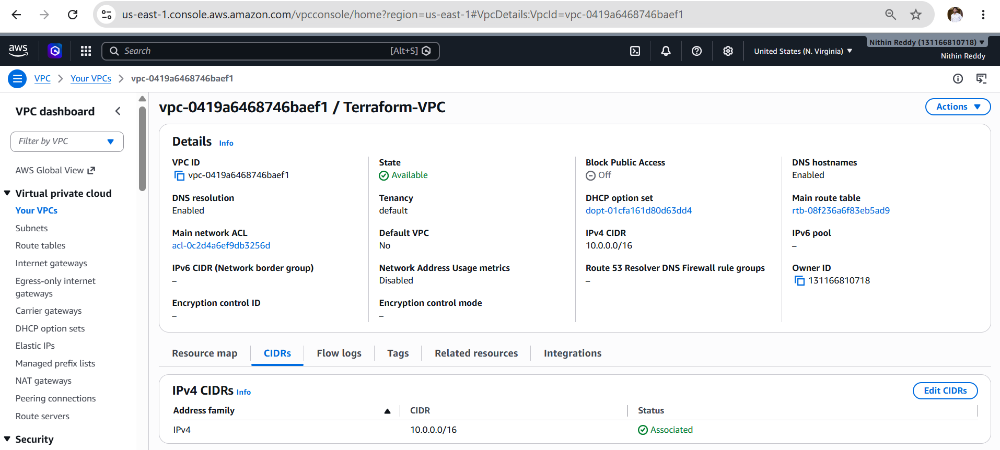 us-east-1.console.aws.amazon.com/vpcconsole/home?region=us-east-1#VpcDetails:VpcId=vpc-0419a6468746baef1
aws
Search [Alt+S]
United States (N. Virginia)
Nithin Reddy (131166810718)
Nithin Reddy
VPC
Your VPCs
vpc-0419a6468746baef1
VPC dashboard
Filter by VPC
AWS Global View
Virtual private cloud
Your VPCs
Subnets
Route tables
Internet gateways
Egress-only internet
gateways
Carrier gateways
DHCP option sets
Elastic IPs
Managed prefix lists
NAT gateways
Peering connections
Route servers
Security
vpc-0419a6468746baef1 / Terraform-VPC
Actions
Details Info
VPC ID
vpc-0419a6468746baef1
State
Available
Block Public Access
Off
DNS hostnames
Enabled
DNS resolution
Enabled
Tenancy
default
DHCP option set
dopt-01cfa161d80d63dd4
Main route table
rtb-08f236a6f83eb5ad9
Main network ACL
acl-0c2d4a6ef9db3256d
Default VPC
No
IPv4 CIDR
10.0.0.0/16
IPv6 pool
–
IPv6 CIDR (Network border group)
–
Network Address Usage metrics
Disabled
Route 53 Resolver DNS Firewall rule groups
–
Owner ID
131166810718
Encryption control ID
–
Encryption control mode
–
Resource map CIDRs Flow logs Tags Related resources Integrations
IPv4 CIDRs Info
Edit CIDRs
Address family CIDR Status
IPv4 10.0.0.0/16 Associated